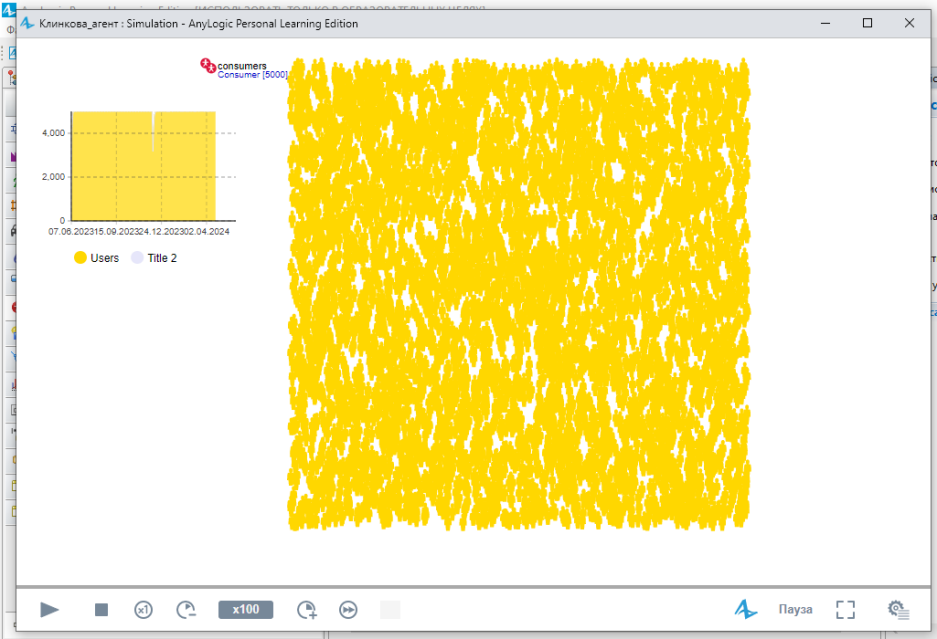 Клинкова_агент : Simulation - AnyLogic Personal Learning Edition
consumers
Consumer [5000]
4,000
2,000
0
07.06.202315.09.202324.12.202302.04.2024
Users
Title 2
x1
x100
Пауза